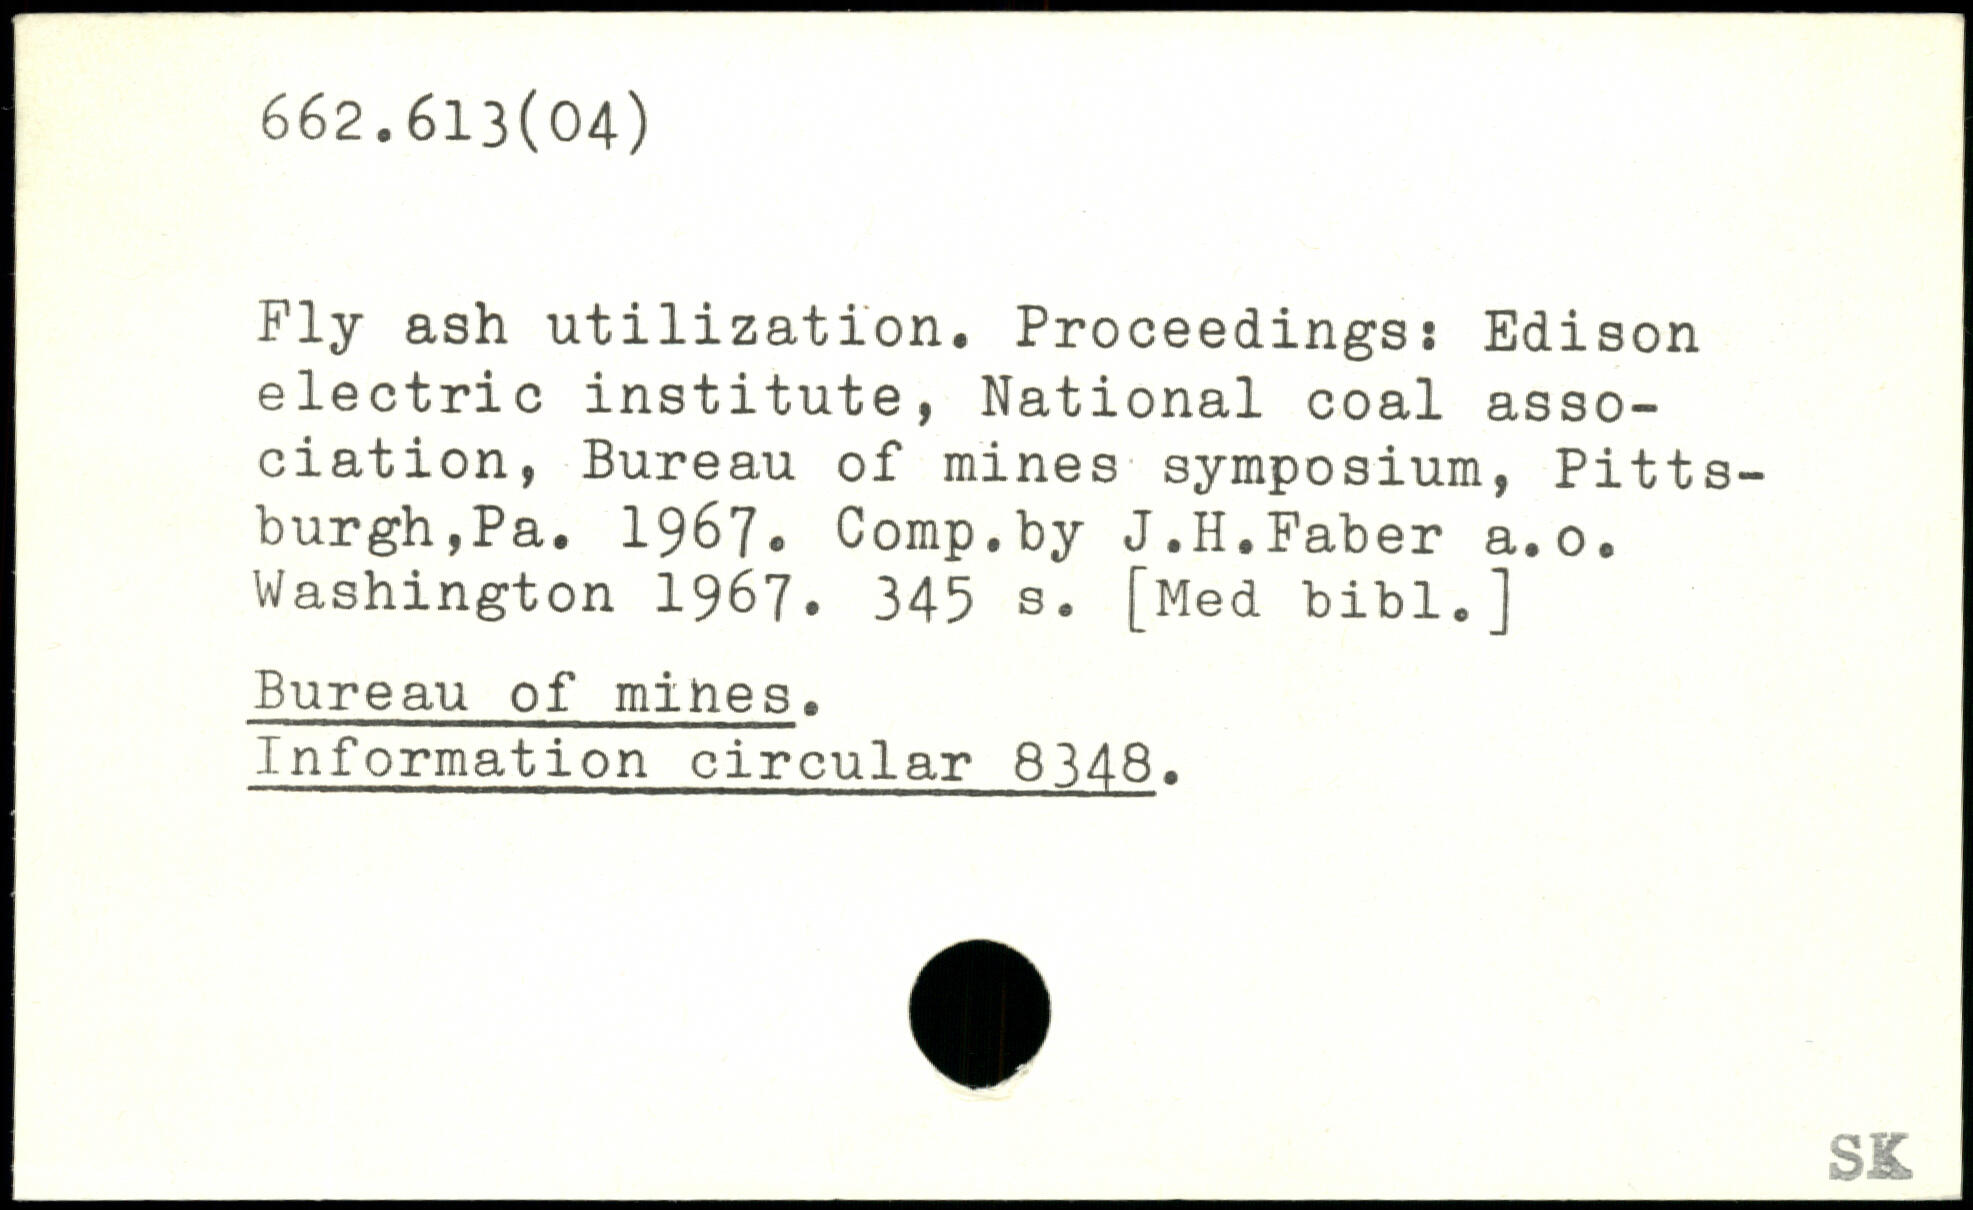 662.613(04)
Fly ash utilization. Proceedings: Edison
electric institute, National coal asso-
ciation, Bureau of mines symposium, Pitts-
burgh,Pa. 1967. Comp.by J.H.Faber a.o.
Washington 1967. 345 s. [Med bibl.]
Bureau of mines.
Information circular 8348.
SK